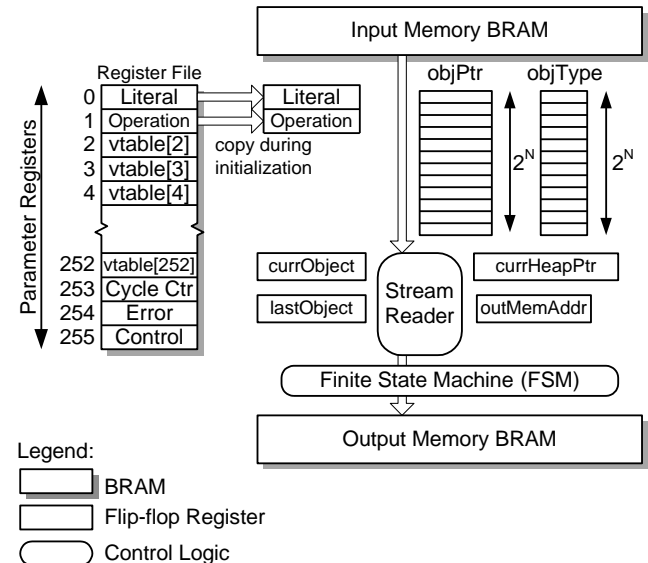 Input Memory BRAM
Register File
objPtr
objType
0
Literal
Literal
1
Operation
Operation
2
vtable[2]
copy during
initialization
3
vtable[3]
4
vtable[4]
2^N
2^N
Parameter Registers
252
vtable[252]
253
Cycle Ctr
254
Error
255
Control
currObject
currHeapPtr
lastObject
outMemAddr
Stream
Reader
Finite State Machine (FSM)
Output Memory BRAM
Legend:
BRAM
Flip-flop Register
Control Logic